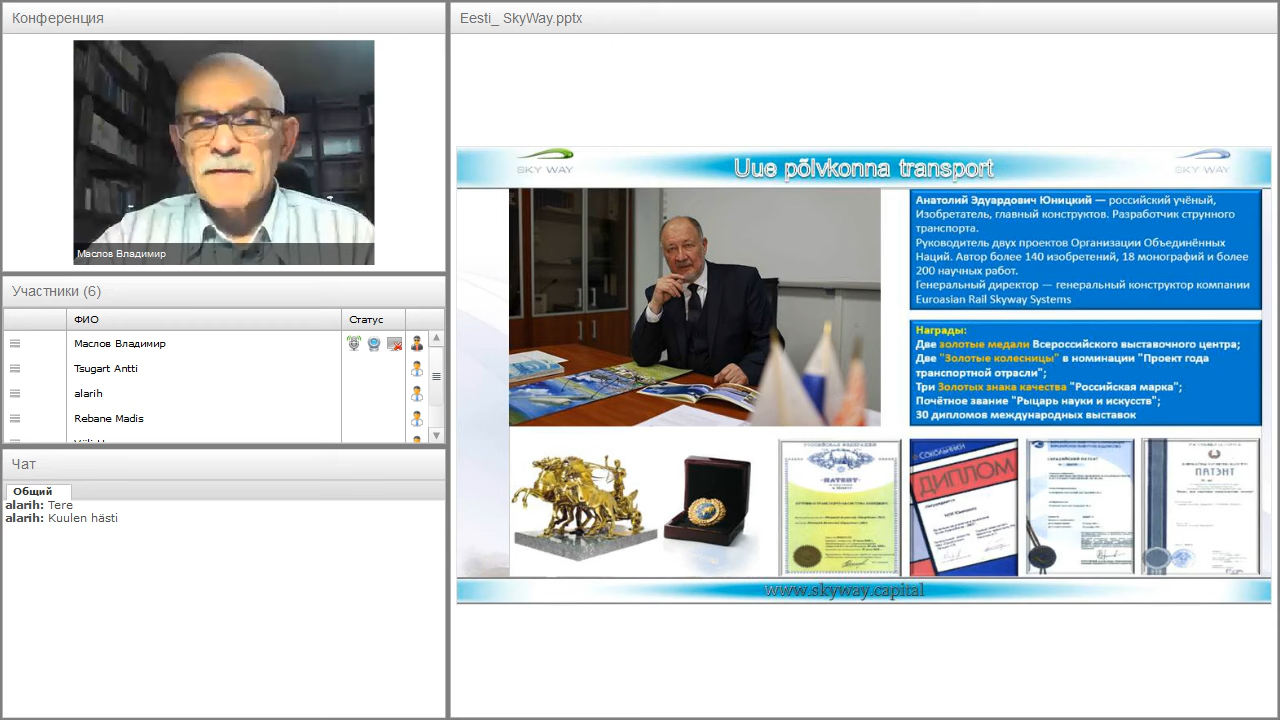 Конференция
Маслов Владимир
Участники (6)
ФИО
Статус
Маслов Владимир
Tsugart Antti
alarih
Rebane Madis
Чат
Общий
alarih: Tere
alarih: Kuulen hästi
Eesti_ SkyWay.pptx
SKY WAY
Uue põlvkonna transport
SKY WAY
Анатолий Эдуардович Юницкий — российский учёный,
Изобретатель, главный конструктов. Разработчик струнного
транспорта.
Руководитель двух проектов Организации Объединённых
Наций. Автор более 140 изобретений, 18 монографий и более
200 научных работ.
Генеральный директор — генеральный конструктор компании
Euroasian Rail Skyway Systems
Награды:
Две золотые медали Всероссийского выставочного центра;
Две "Золотые колесницы" в номинации "Проект года
транспортной отрасли";
Три Золотых знака качества "Российская марка";
Почётное звание "Рыцарь науки и искусств";
30 дипломов международных выставок
ПАТЕНТ
СОКОЛЬНИКИ
ДИПЛОМ
ЕВРАЗИЙСКИЙ ПАТЕНТ
ПАТЭНТ
www.skyway.capital